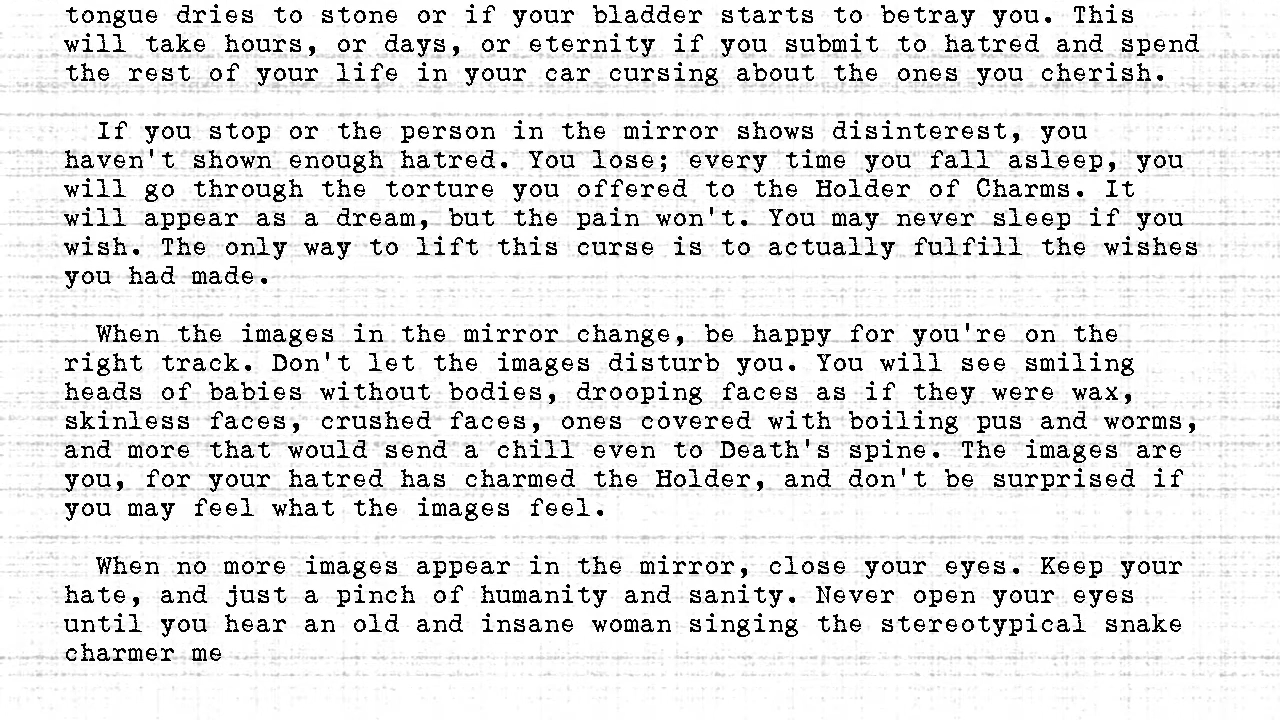 tongue dries to stone or if your bladder starts to betray you. This
will take hours, or days, or eternity if you submit to hatred and spend
the rest of your life in your car cursing about the ones you cherish.
If you stop or the person in the mirror shows disinterest, you
haven't shown enough hatred. You lose; every time you fall asleep, you
will go through the torture you offered to the Holder of Charms. It
will appear as a dream, but the pain won't. You may never sleep if you
wish. The only way to lift this curse is to actually fulfill the wishes
you had made.
When the images in the mirror change, be happy for you're on the
right track. Don't let the images disturb you. You will see smiling
heads of babies without bodies, drooping faces as if they were wax,
skinless faces, crushed faces, ones covered with boiling pus and worms,
and more that would send a chill even to Death's spine. The images are
you, for your hatred has charmed the Holder, and don't be surprised if
you may feel what the images feel.
When no more images appear in the mirror, close your eyes. Keep your
hate, and just a pinch of humanity and sanity. Never open your eyes
until you hear an old and insane woman singing the stereotypical snake
charmer me